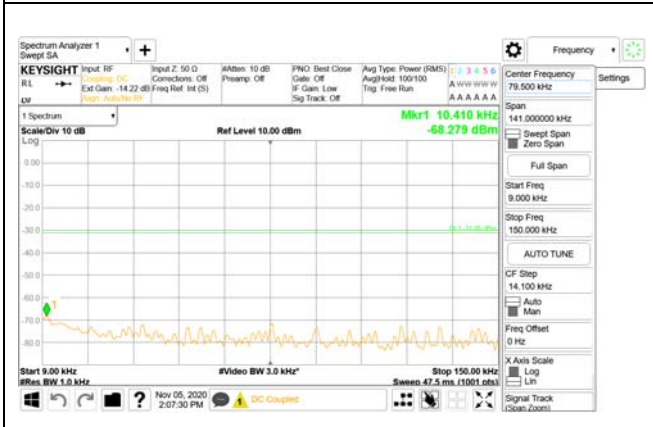 Spectrum Analyzer 1
Swept SA
Frequency
KEYSIGHT
RL
Input: RF
Coupling: DC
Align: Auto/No RF
Input Z: 50 Ω
Corrections: Off
Freq Ref: Int (S)
Ext Gain: -14.22 dB
#Atten: 10 dB
Preamp: Off
PNO: Best Close
Gate: Off
IF Gain: Low
Sig Track: Off
Avg Type: Power (RMS)
Avg|Hold: 100/100
Trig: Free Run
1 2 3 4 5 6
A W W W W W
A A A A A A
1 Spectrum
Scale/Div 10 dB
Ref Level 10.00 dBm
Mkr1 10.410 kHz
-68.279 dBm
Log
0.00
-10.0
-20.0
-30.0
-40.0
-50.0
-60.0
-70.0
-80.0
1
Start 9.00 kHz
#Res BW 1.0 kHz
#Video BW 3.0 kHz*
Stop 150.00 kHz
Sweep 47.5 ms (1001 pts)
Nov 05, 2020
2:07:30 PM
DC Coupled
Center Frequency
79.500 kHz
Settings
Span
141.000000 kHz
Swept Span
Zero Span
Full Span
Start Freq
9.000 kHz
Stop Freq
150.000 kHz
AUTO TUNE
CF Step
14.100 kHz
Auto
Man
Freq Offset
0 Hz
X Axis Scale
Log
Lin
Signal Track
(Span Zoom)